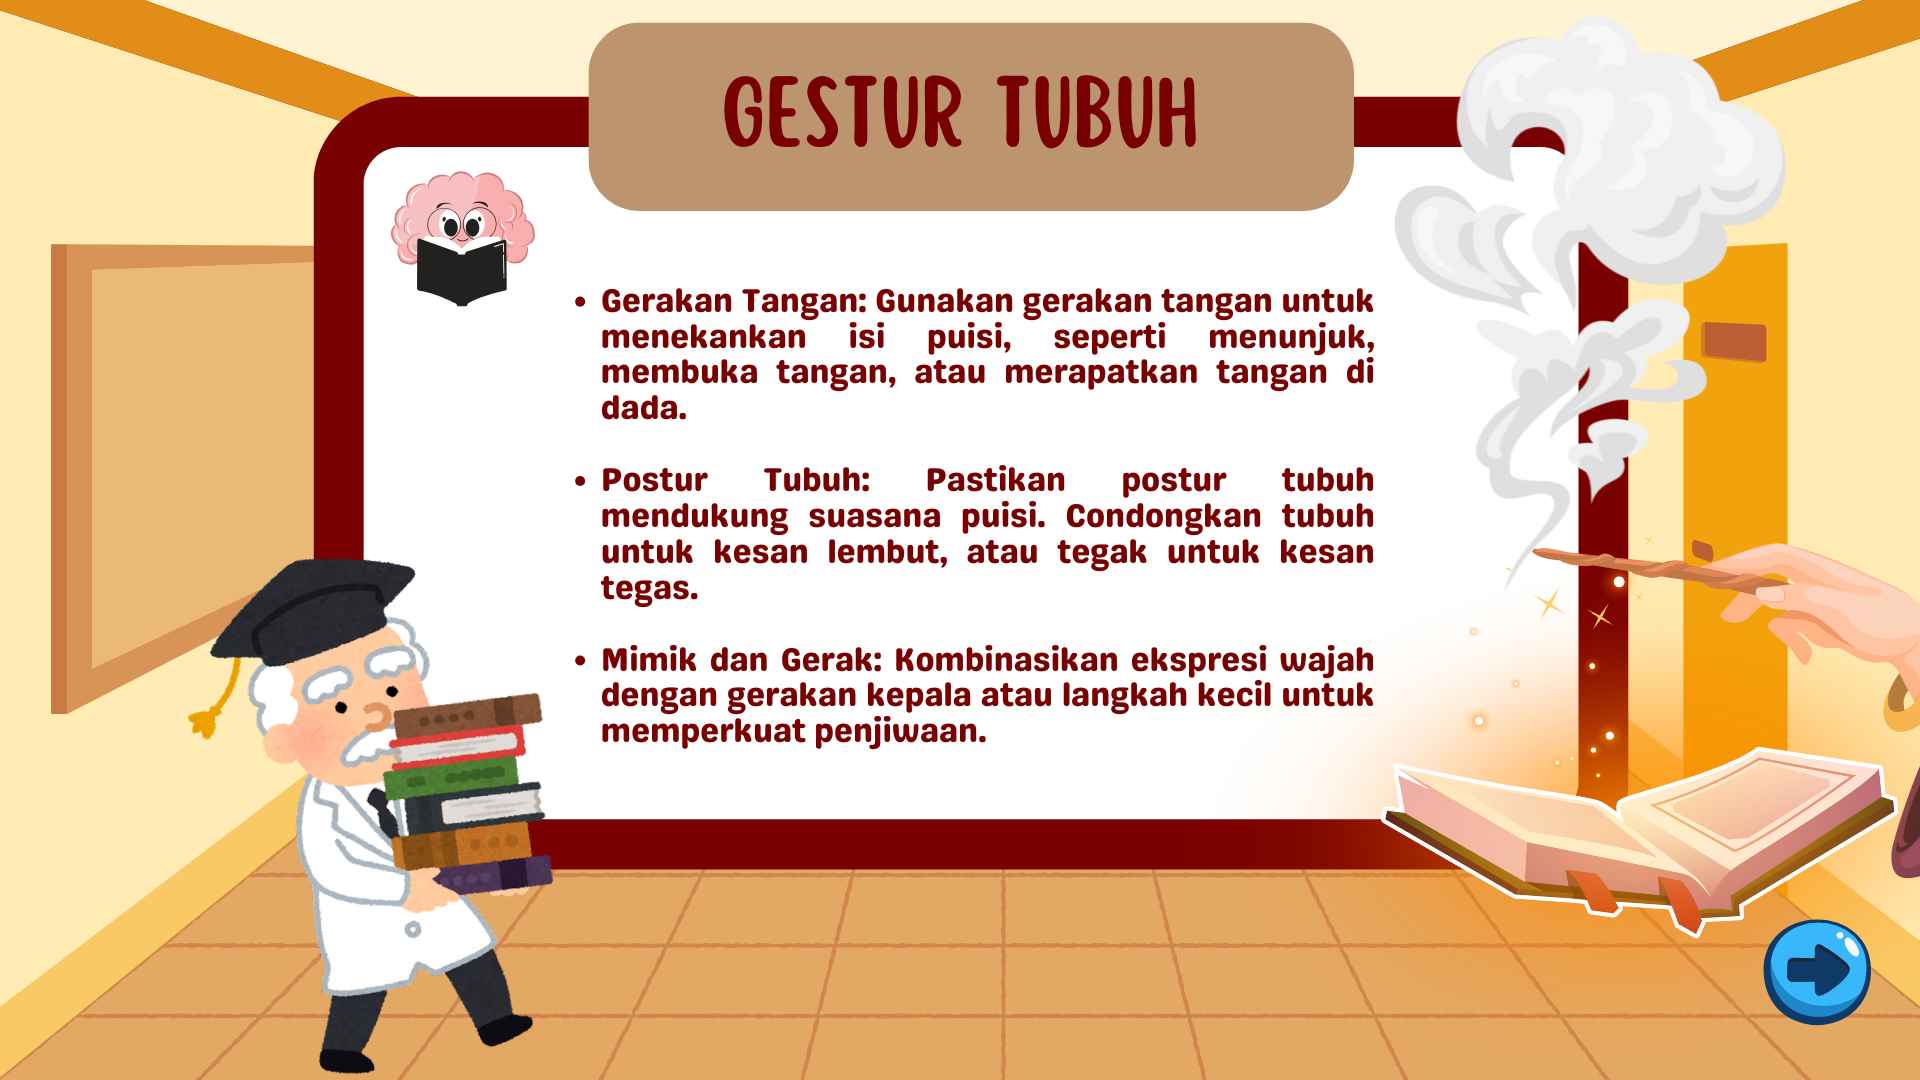 GESTUR TUBUH
• Gerakan Tangan: Gunakan gerakan tangan untuk
menekankan isi puisi, seperti menunjuk,
membuka tangan, atau merapatkan tangan di
dada.
• Postur Tubuh: Pastikan postur tubuh
mendukung suasana puisi. Condongkan tubuh
untuk kesan lembut, atau tegak untuk kesan
tegas.
• Mimik dan Gerak: Kombinasikan ekspresi wajah
dengan gerakan kepala atau langkah kecil untuk
memperkuat penjiwaan.